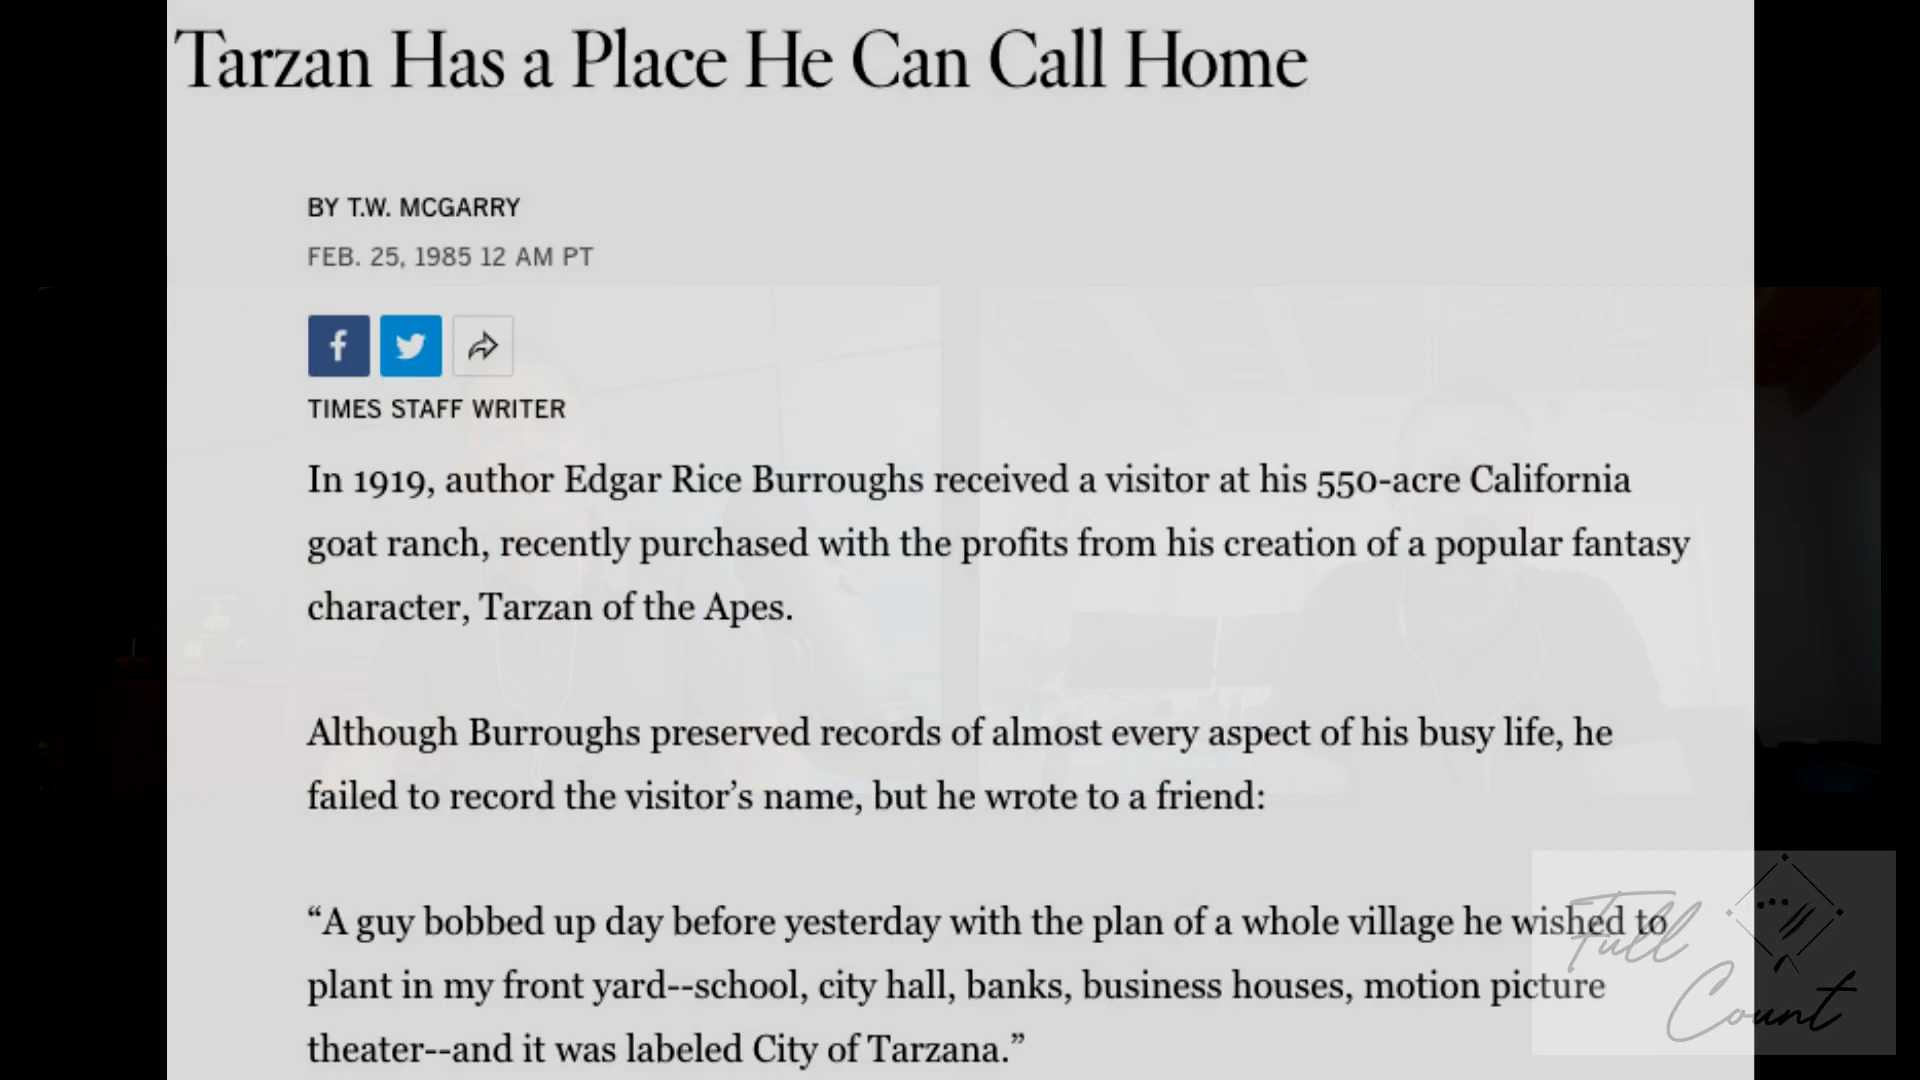 Tarzan Has a Place He Can Call Home
BY T.W. MCGARRY
FEB. 25, 1985 12 AM PT
TIMES STAFF WRITER
In 1919, author Edgar Rice Burroughs received a visitor at his 550-acre California
goat ranch, recently purchased with the profits from his creation of a popular fantasy
character, Tarzan of the Apes.
Although Burroughs preserved records of almost every aspect of his busy life, he
failed to record the visitor’s name, but he wrote to a friend:
“A guy bobbed up day before yesterday with the plan of a whole village he wished to
plant in my front yard--school, city hall, banks, business houses, motion picture
theater--and it was labeled City of Tarzana.”
Full
Count